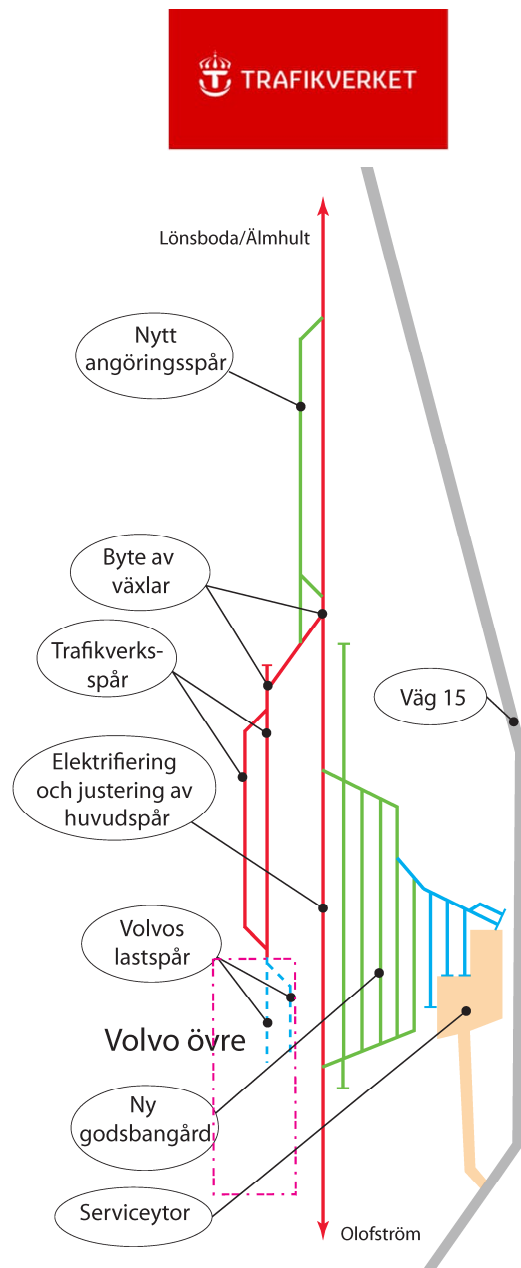 TRAFIKVERKET
Lönsboda/Älmhult
Nytt
angöringsspår
Byte av
växlar
Trafikverks-
spår
Väg 15
Elektrifiering
och justering av
huvudspår
Volvos
lastspår
Volvo övre
Ny
godsbangård
Serviceytor
Olofström